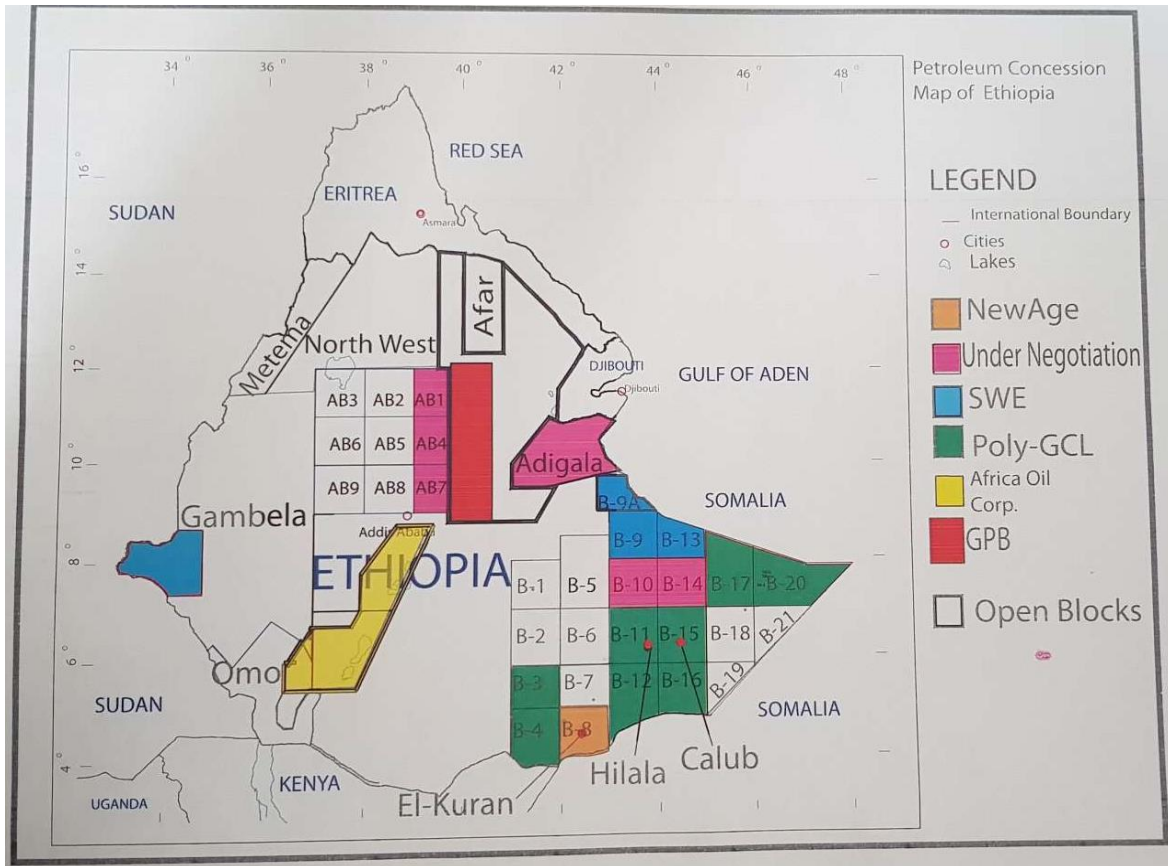 Petroleum Concession
Map of Ethiopia
34 ° 36 ° 38 ° 40 ° 42 ° 44 ° 46 ° 48 °
16 °
14 °
12 °
10
8 °
6 °
4 °
RED SEA
ERITREA
SUDAN
Asmara
Metema
North West
Afar
DJIBOUTI
Djibouti
GULF OF ADEN
AB3 AB2 AB1
AB6 AB5 AB4
AB9 AB8 AB7
Adigala
Gambela
B-9A
SOMALIA
ETHIOPIA
B-9 B-13
B-1 B-5 B-10 B-14 B-17 B-20
B-2 B-6 B-11 B-15 B-18 B-21
B-3 B-7 B-12 B-16 B-19
B-4 B-8
Omo
SUDAN
SOMALIA
KENYA
UGANDA
El-Kuran
Hilala
Calub
LEGEND
International Boundary
Cities
Lakes
NewAge
Under Negotiation
SWE
Poly-GCL
Africa Oil
Corp.
GPB
Open Blocks